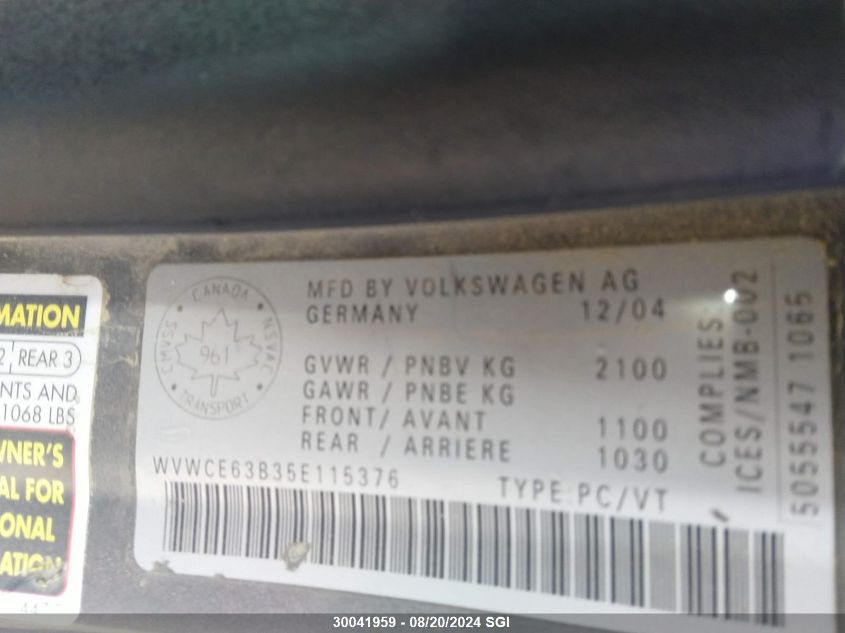 MATION
2 REAR 3
NTS AND
1068 LBS
WNER'S
AL FOR
ONAL
ATION
CANADA
CMVSS
NSVAC
961
TRANSPORT
MFD BY VOLKSWAGEN AG
GERMANY 12/04
GVWR / PNBV KG 2100
GAWR / PNBE KG
FRONT/ AVANT 1100
REAR / ARRIERE 1030
WVWCE63B35E115376
TYPE:PC/VT
COMPLIES
ICES/NMB-002
5055547 1065
30041959 - 08/20/2024 SGI